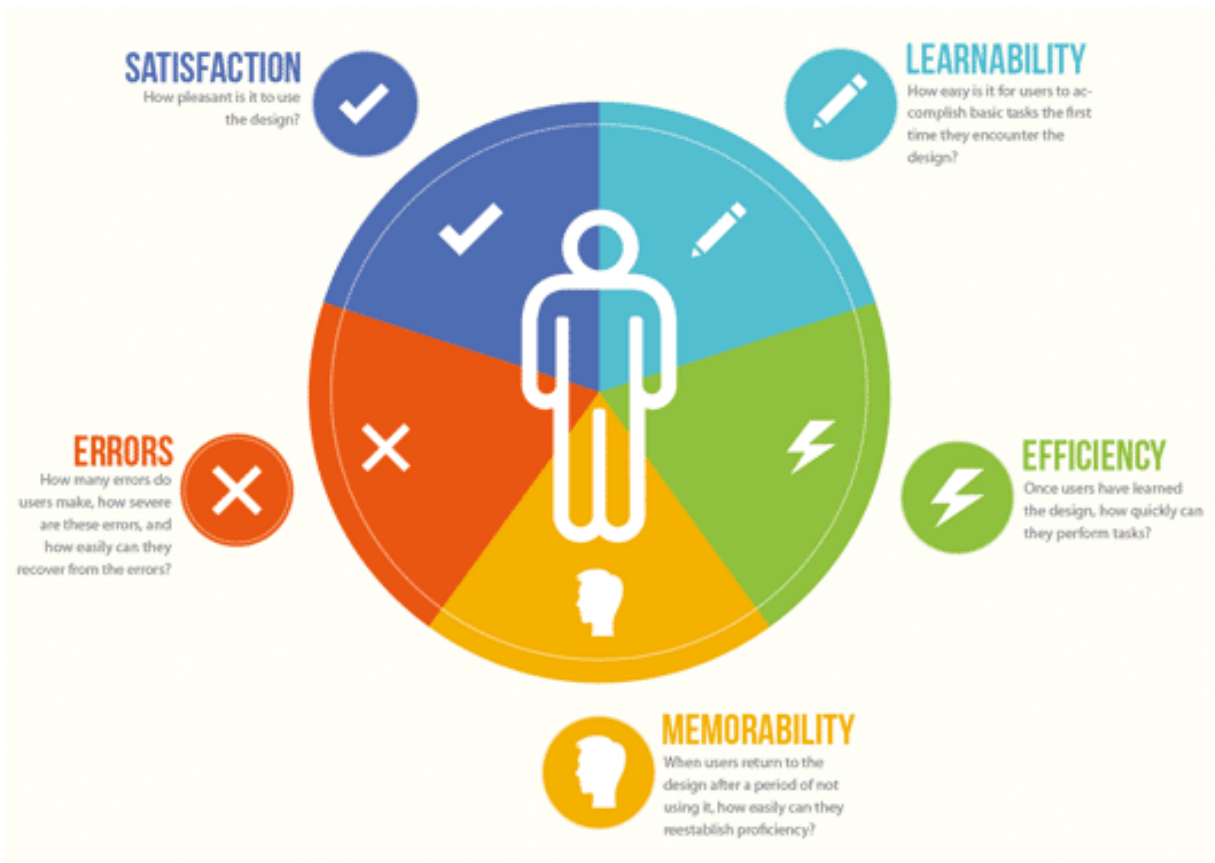 SATISFACTION
How pleasant is it to use
the design?
LEARNABILITY
How easy is it for users to ac-
complish basic tasks the first
time they encounter the
design?
ERRORS
How many errors do
users make, how severe
are these errors, and
how easily can they
recover from the errors?
EFFICIENCY
Once users have learned
the design, how quickly can
they perform tasks?
MEMORABILITY
When users return to the
design after a period of not
using it, how easily can they
reestablish proficiency?